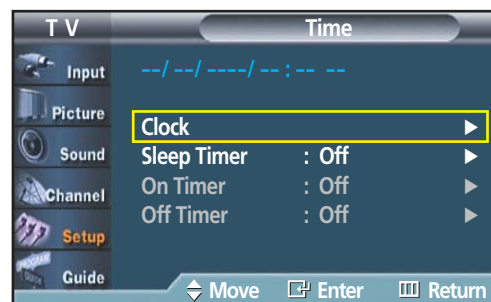 T V
Time
Input
--/ --/ ----/ -- : -- --
Picture
Clock
Sound
Sleep Timer : Off
Channel
On Timer : Off
Setup
Off Timer : Off
Guide
Move Enter Return